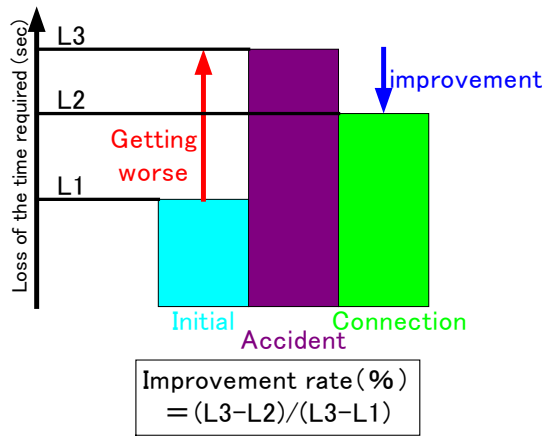 L3
L2
L1
Loss of the time required (sec)
improvement
Getting
worse
Initial
Accident
Connection
Improvement rate(%)
=(L3-L2)/(L3-L1)